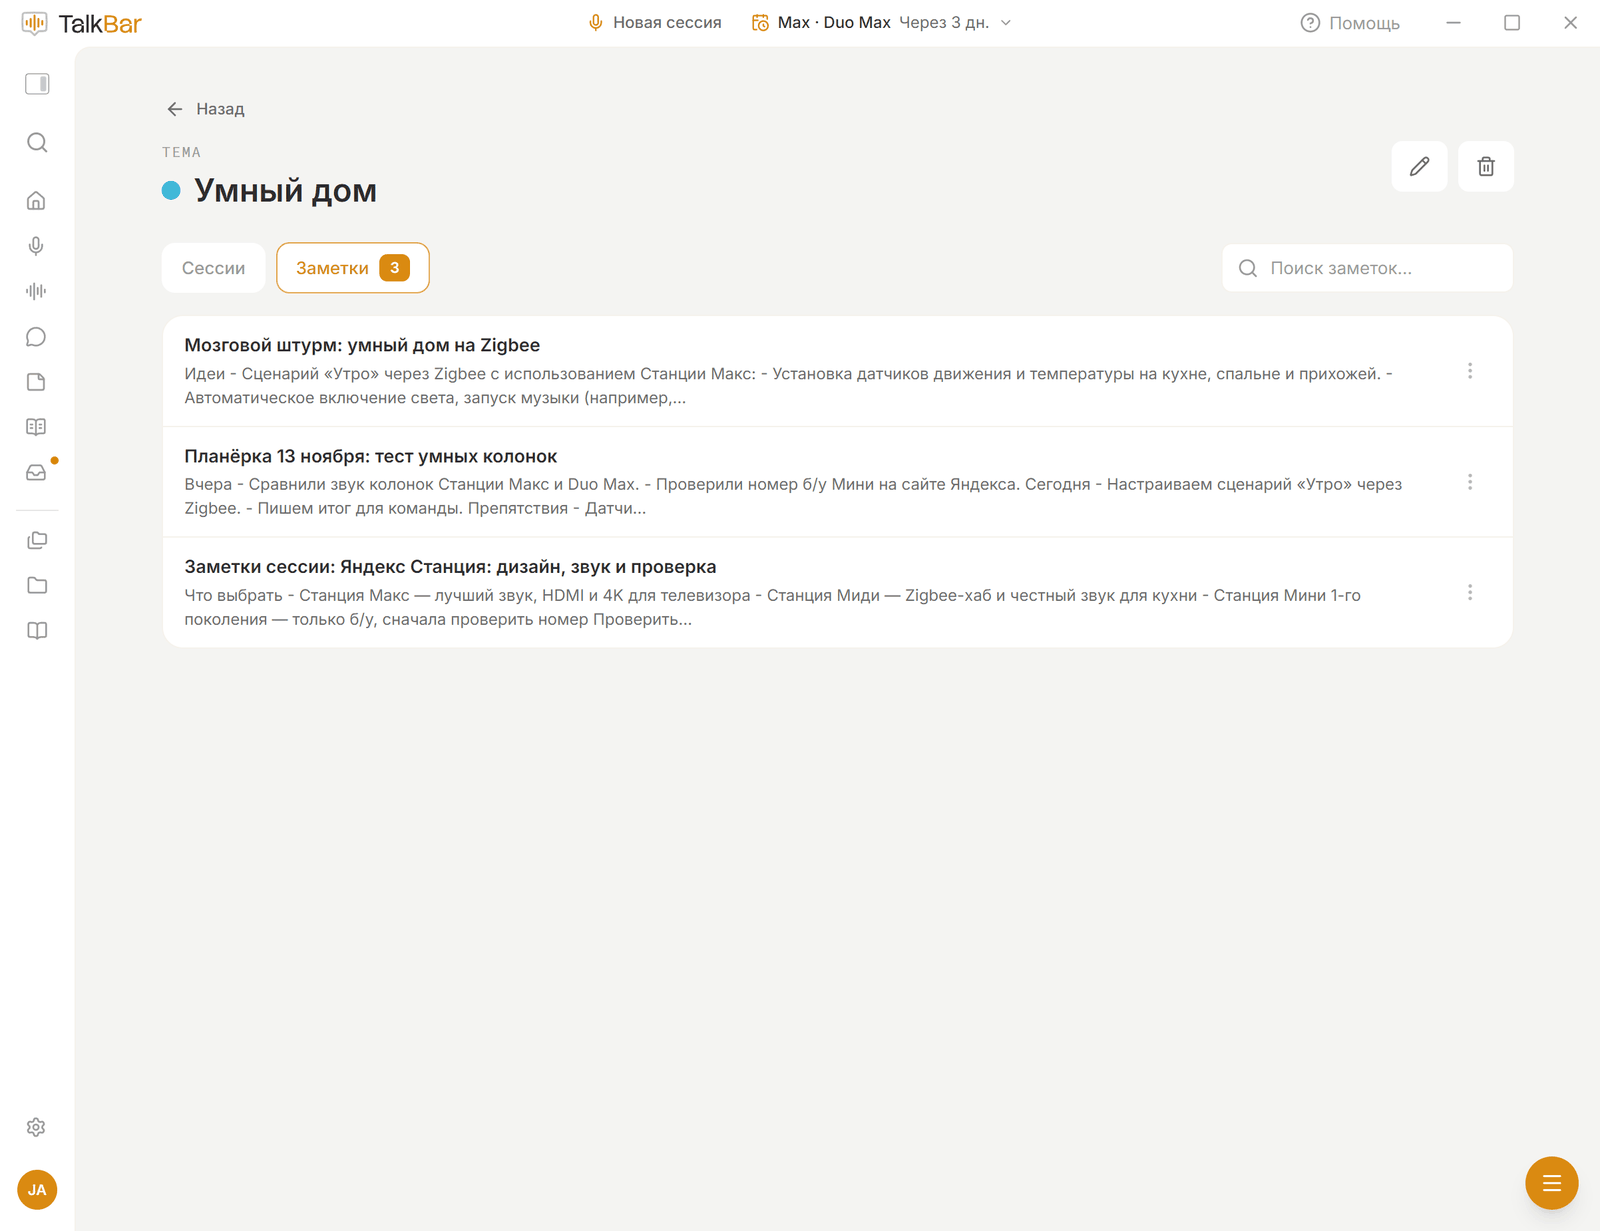 TalkBar
Новая сессия
Max · Duo Max Через 3 дн.
Помощь
Назад
ТЕМА
Умный дом
Сессии
Заметки 3
Поиск заметок...
Мозговой штурм: умный дом на Zigbee
Идеи - Сценарий «Утро» через Zigbee с использованием Станции Макс: - Установка датчиков движения и температуры на кухне, спальне и прихожей. -
Автоматическое включение света, запуск музыки (например,...
Планёрка 13 ноября: тест умных колонок
Вчера - Сравнили звук колонок Станции Макс и Duo Max. - Проверили номер б/у Мини на сайте Яндекса. Сегодня - Настраиваем сценарий «Утро» через
Zigbee. - Пишем итог для команды. Препятствия - Датчи...
Заметки сессии: Яндекс Станция: дизайн, звук и проверка
Что выбрать - Станция Макс — лучший звук, HDMI и 4K для телевизора - Станция Миди — Zigbee-хаб и честный звук для кухни - Станция Мини 1-го
поколения — только б/у, сначала проверить номер Проверить...
JA